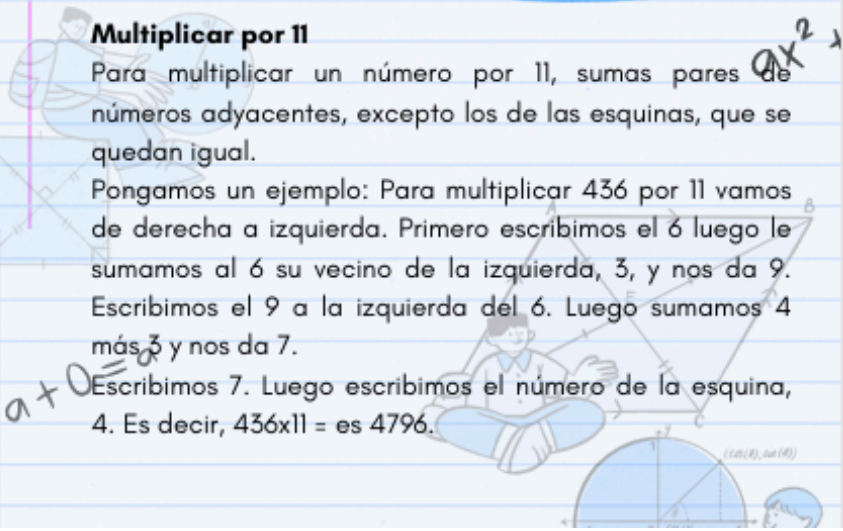 Multiplicar por 11
ax² +
Para multiplicar un número por 11, sumas pares de
números adyacentes, excepto los de las esquinas, que se
quedan igual.
Pongamos un ejemplo: Para multiplicar 436 por 11 vamos
de derecha a izquierda. Primero escribimos el 6 luego le
A B
sumamos al 6 su vecino de la izquierda, 3, y nos da 9.
E
Escribimos el 9 a la izquierda del 6. Luego sumamos 4
más 3 y nos da 7.
a+0=a
Escribimos 7. Luego escribimos el número de la esquina,
4. Es decir, 436x11 = es 4796.
C
y
(cos(θ), sin(θ))